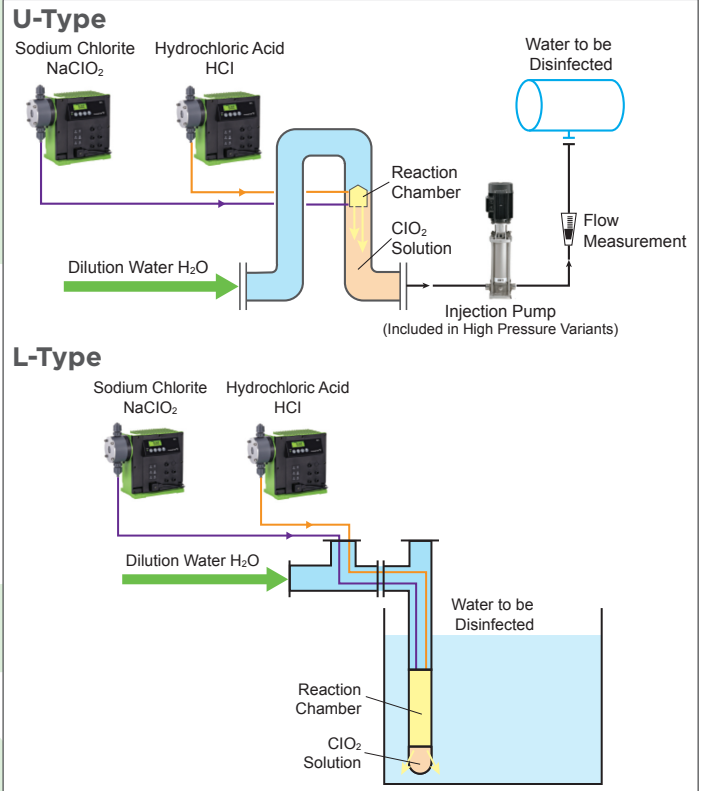 U-Type
Sodium Chlorite
NaClO₂
Hydrochloric Acid
HCl
Water to be
Disinfected
Reaction
Chamber
ClO₂
Solution
Flow
Measurement
Dilution Water H₂O
Injection Pump
(Included in High Pressure Variants)
L-Type
Sodium Chlorite
NaClO₂
Hydrochloric Acid
HCl
Dilution Water H₂O
Water to be
Disinfected
Reaction
Chamber
ClO₂
Solution